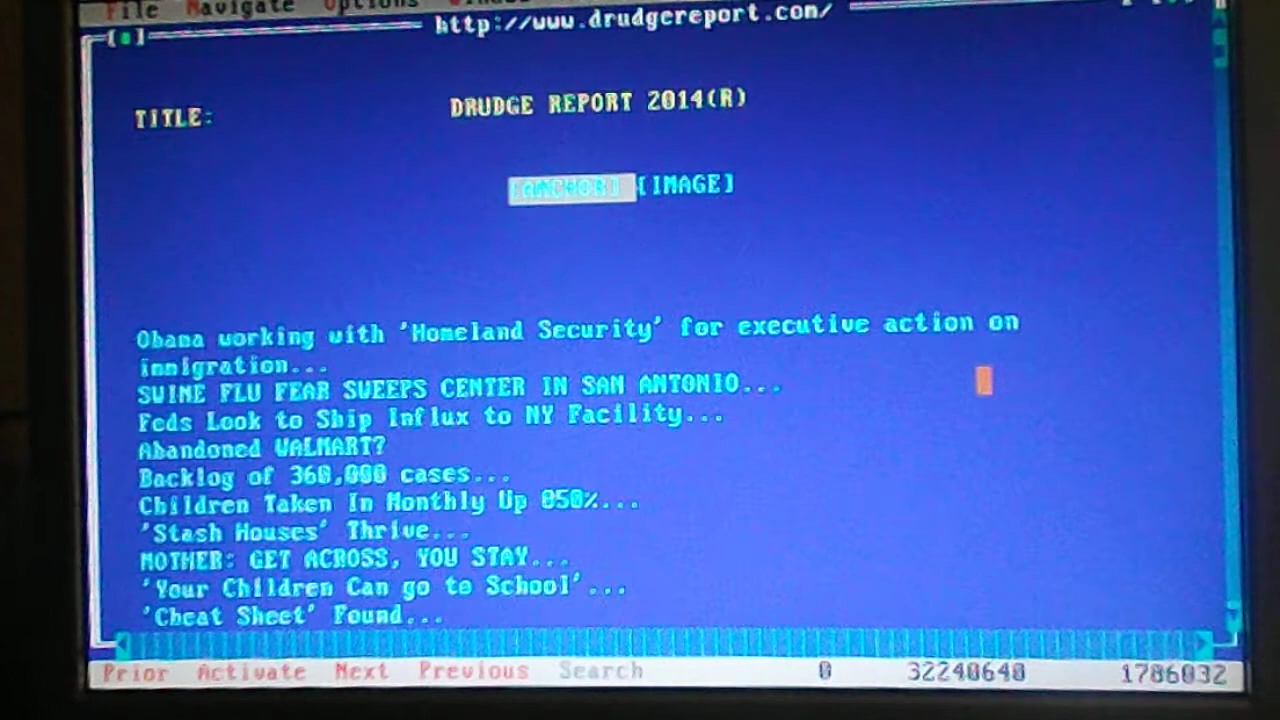 File Navigate Options
http://www.drudgereport.com/
TITLE: DRUDGE REPORT 2014(R)
[ANCHOR] [IMAGE]
Obama working with 'Homeland Security' for executive action on
immigration...
SWINE FLU FEAR SWEEPS CENTER IN SAN ANTONIO...
Feds Look to Ship Influx to NY Facility...
Abandoned WALMART?
Backlog of 360,000 cases...
Children Taken In Monthly Up 850%...
'Stash Houses' Thrive...
MOTHER: GET ACROSS, YOU STAY...
'Your Children Can go to School'...
'Cheat Sheet' Found...
Prior Activate Next Previous Search 0 32240640 1786032